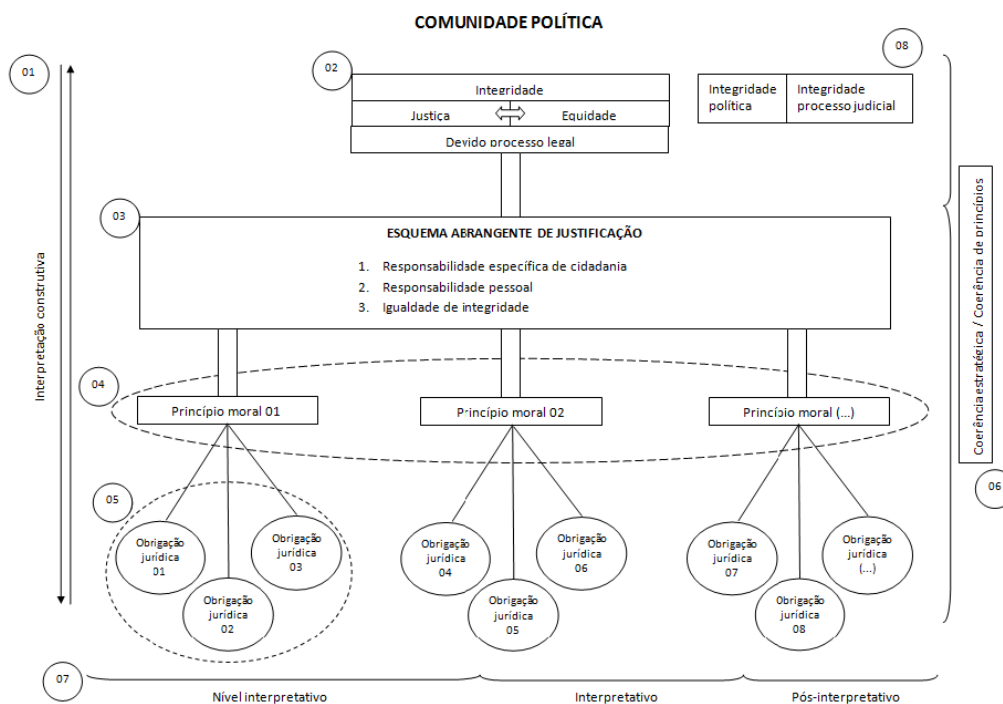 COMUNIDADE POLÍTICA
01
02
08
Integridade
Justiça
Equidade
Devido processo legal
Integridade
política
Integridade
processo judicial
03
ESQUEMA ABRANGENTE DE JUSTIFICAÇÃO
1. Responsabilidade específica de cidadania
2. Responsabilidade pessoal
3. Igualdade de integridade
Interpretação construtiva
Coerência estratégica / Coerência de princípios
04
Princípio moral 01
Princípio moral 02
Princípio moral (...)
06
05
Obrigação
jurídica
01
Obrigação
jurídica
02
Obrigação
jurídica
03
Obrigação
jurídica
04
Obrigação
jurídica
05
Obrigação
jurídica
06
Obrigação
jurídica
07
Obrigação
jurídica
08
Obrigação
jurídica
(...)
07
Nível interpretativo
Interpretativo
Pós-interpretativo